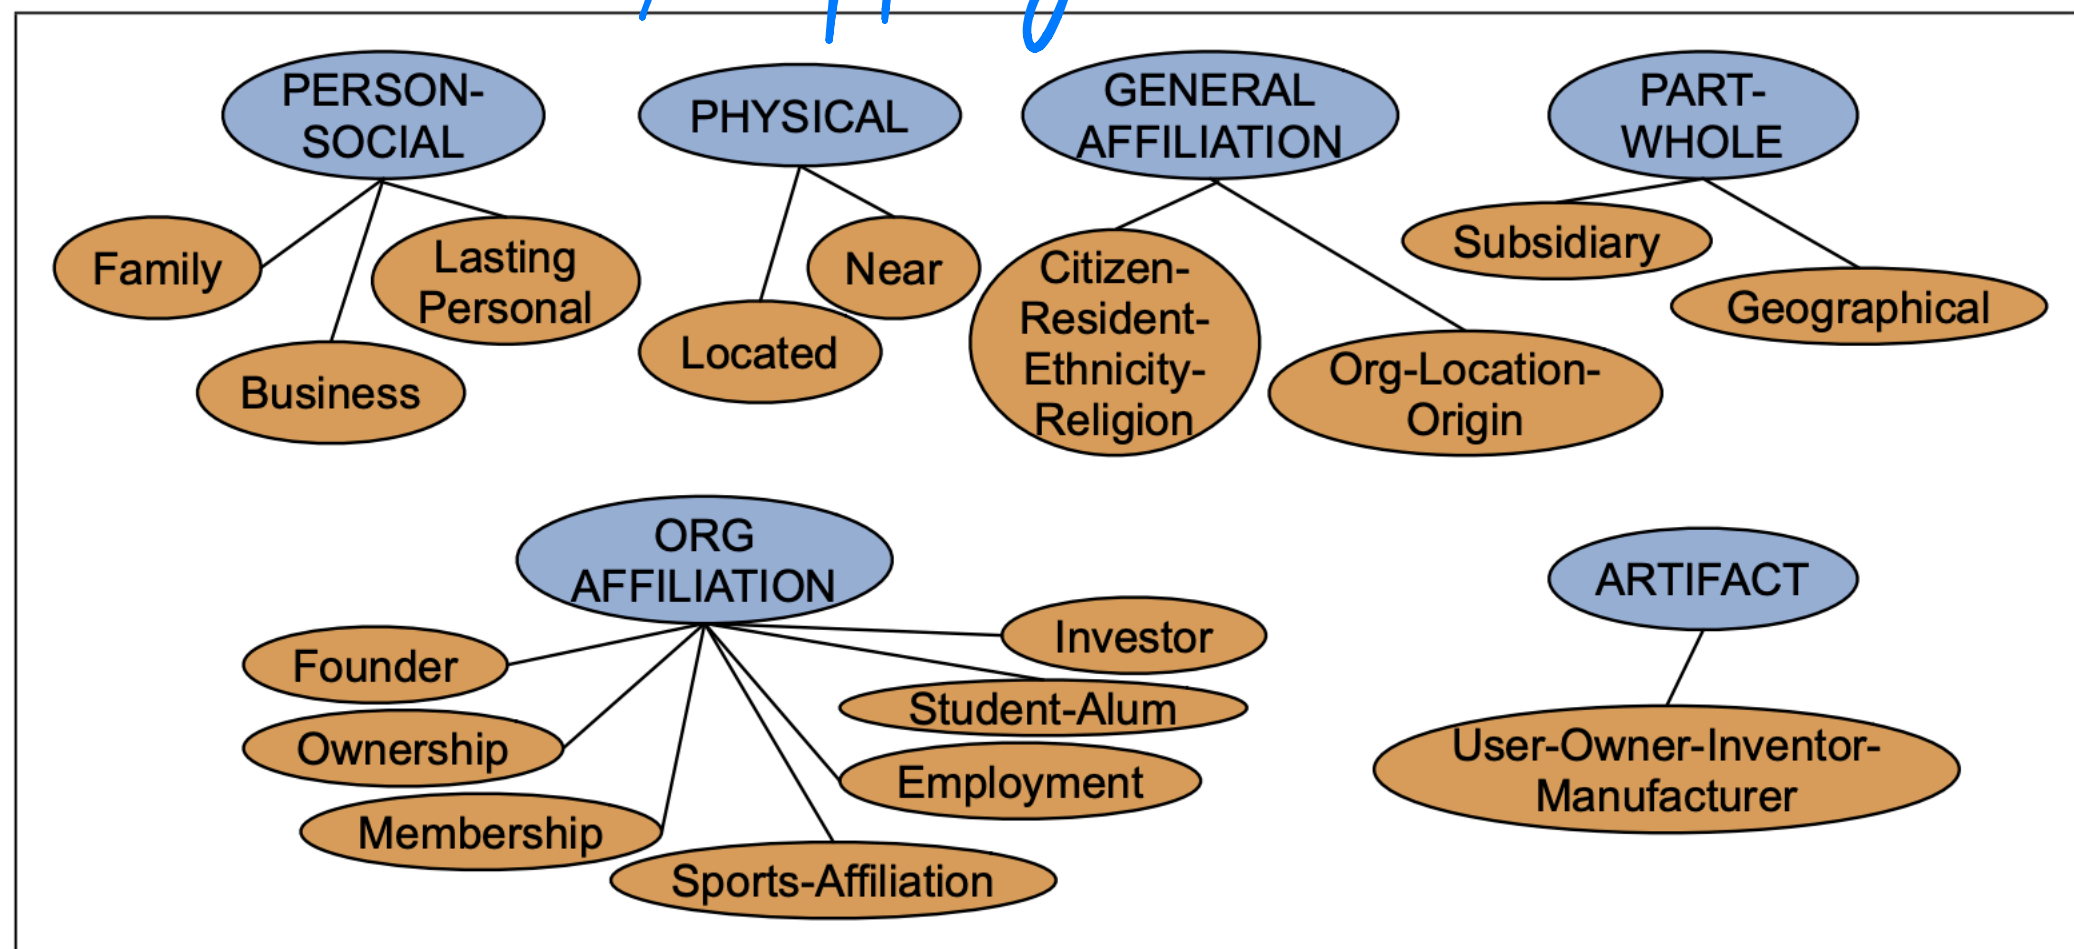 PERSON-
SOCIAL
PHYSICAL
GENERAL
AFFILIATION
PART-
WHOLE
Family
Business
Lasting
Personal
Located
Near
Citizen-
Resident-
Ethnicity-
Religion
Org-Location-
Origin
Subsidiary
Geographical
ORG
AFFILIATION
Founder
Ownership
Membership
Sports-Affiliation
Employment
Student-Alum
Investor
ARTIFACT
User-Owner-Inventor-
Manufacturer